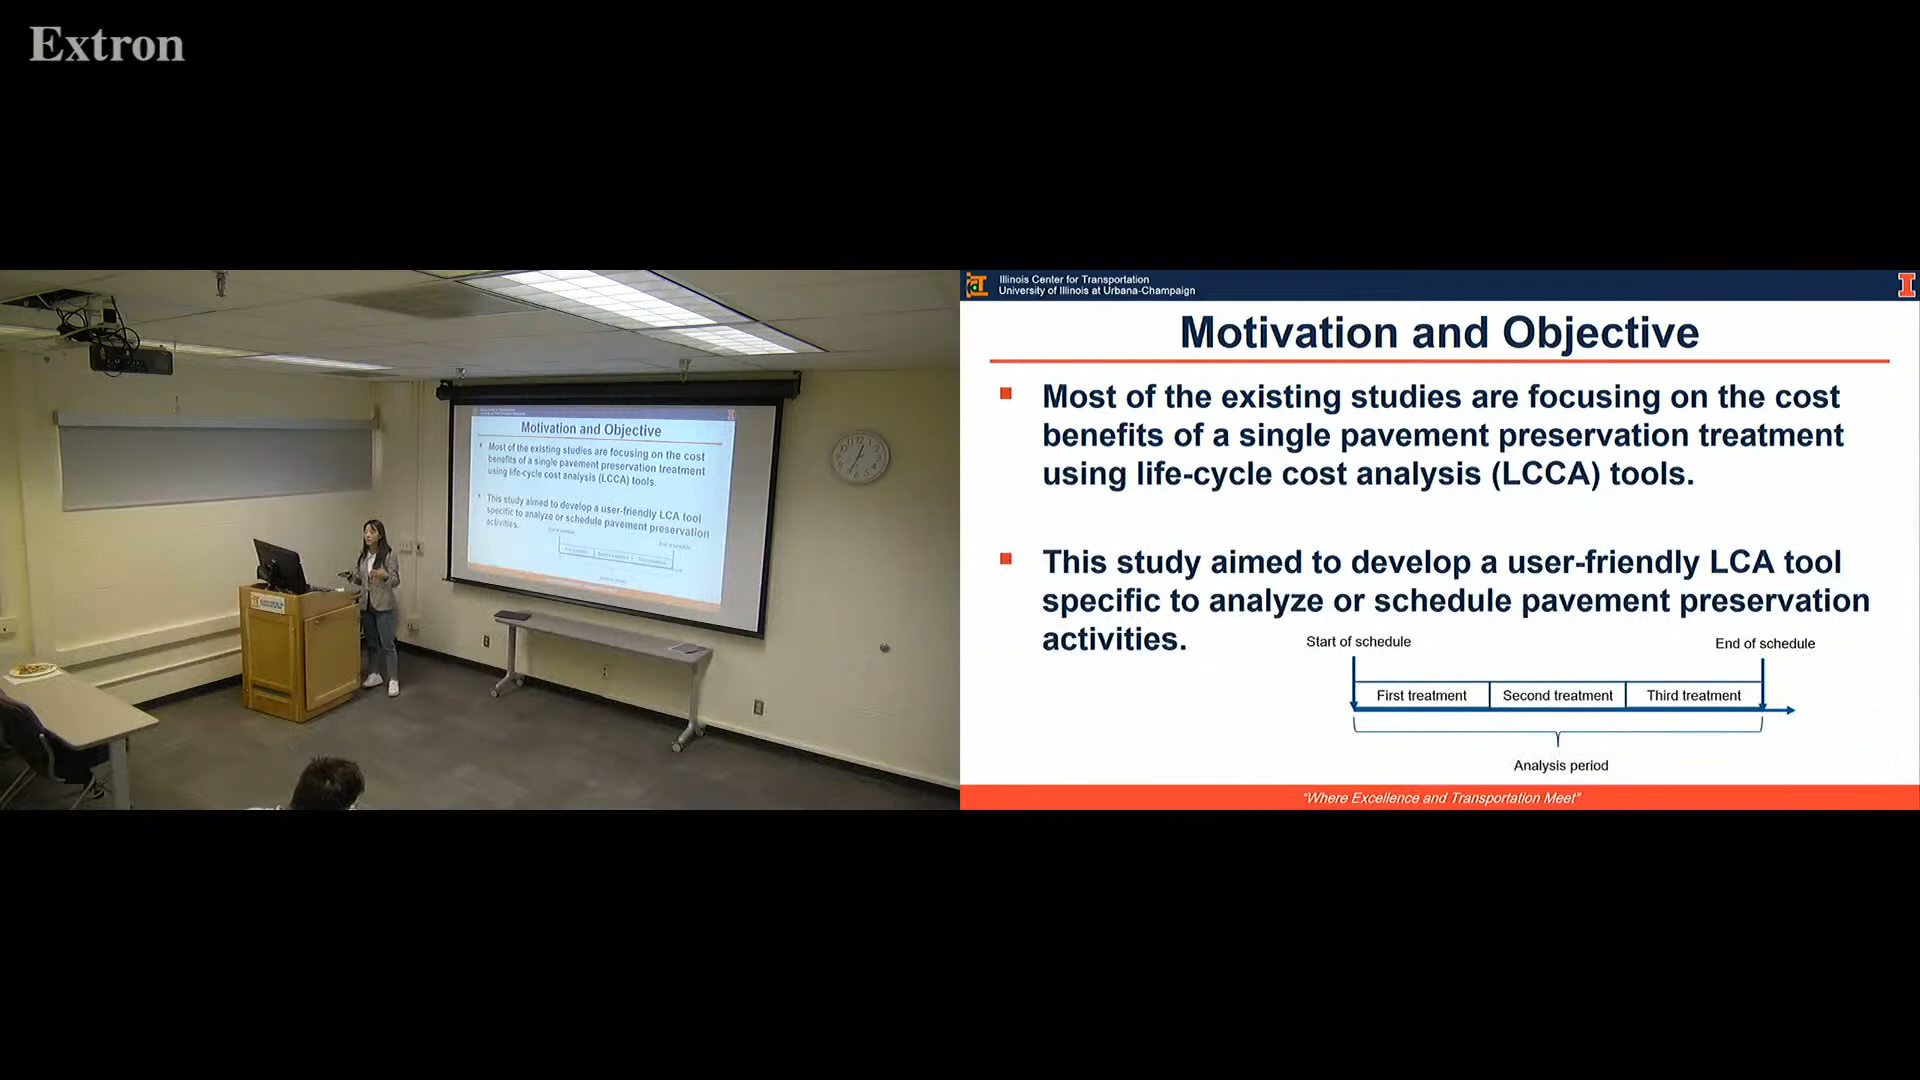 Extron
Motivation and Objective
Most of the existing studies are focusing on the cost
benefits of a single pavement preservation treatment
using life-cycle cost analysis (LCCA) tools.
This study aimed to develop a user-friendly LCA tool
specific to analyze or schedule pavement preservation
activities.
Illinois Center for Transportation
University of Illinois at Urbana-Champaign
Motivation and Objective
Most of the existing studies are focusing on the cost
benefits of a single pavement preservation treatment
using life-cycle cost analysis (LCCA) tools.
This study aimed to develop a user-friendly LCA tool
specific to analyze or schedule pavement preservation
activities.
Start of schedule
End of schedule
First treatment
Second treatment
Third treatment
Analysis period
"Where Excellence and Transportation Meet"